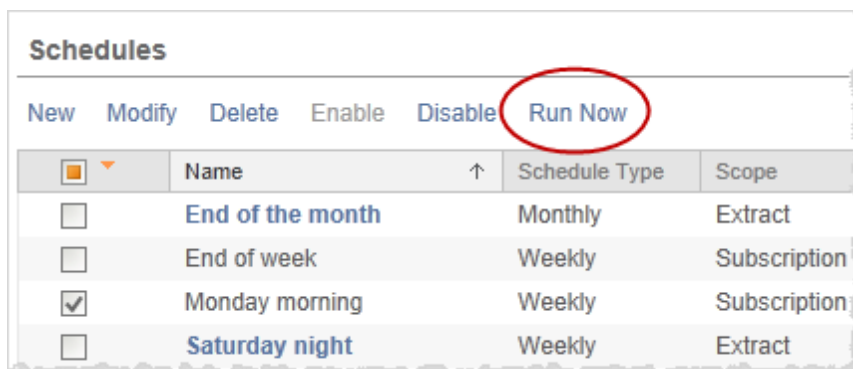 Schedules
New Modify Delete Enable Disable Run Now
Name ↑ Schedule Type Scope
End of the month Monthly Extract
End of week Weekly Subscription
Monday morning Weekly Subscription
Saturday night Weekly Extract